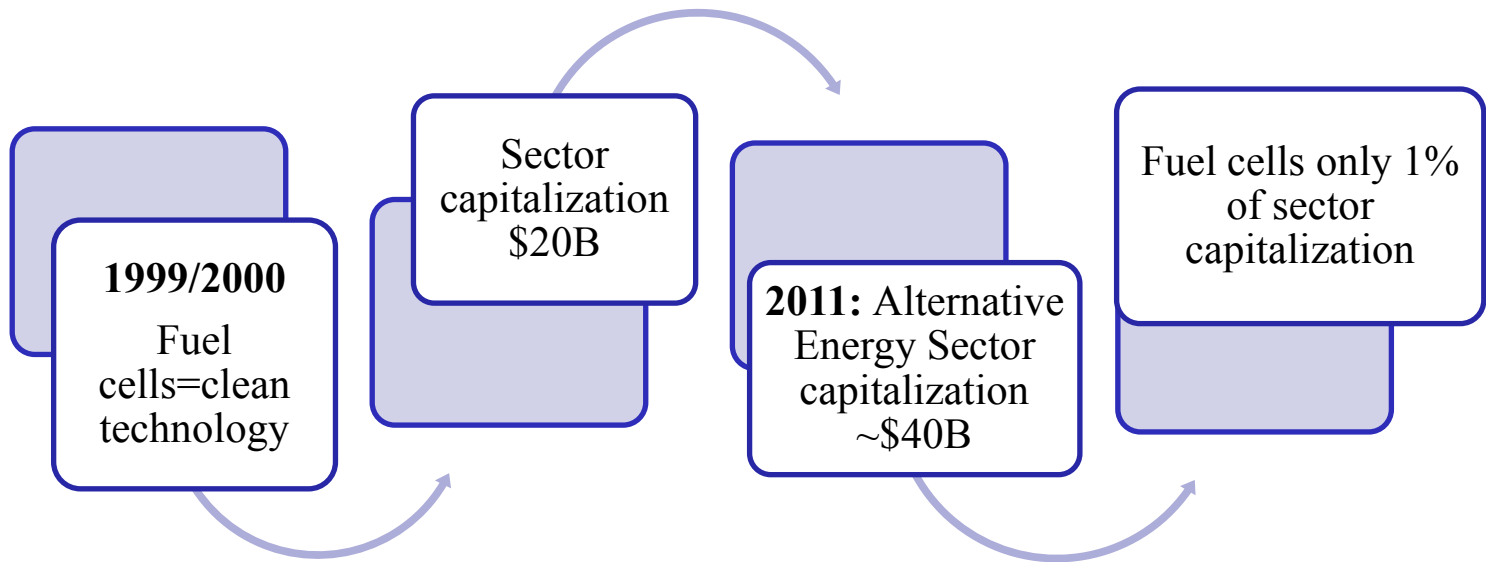 1999/2000
Fuel
cells=clean
technology
Sector
capitalization
$20B
2011: Alternative
Energy Sector
capitalization
~$40B
Fuel cells only 1%
of sector
capitalization